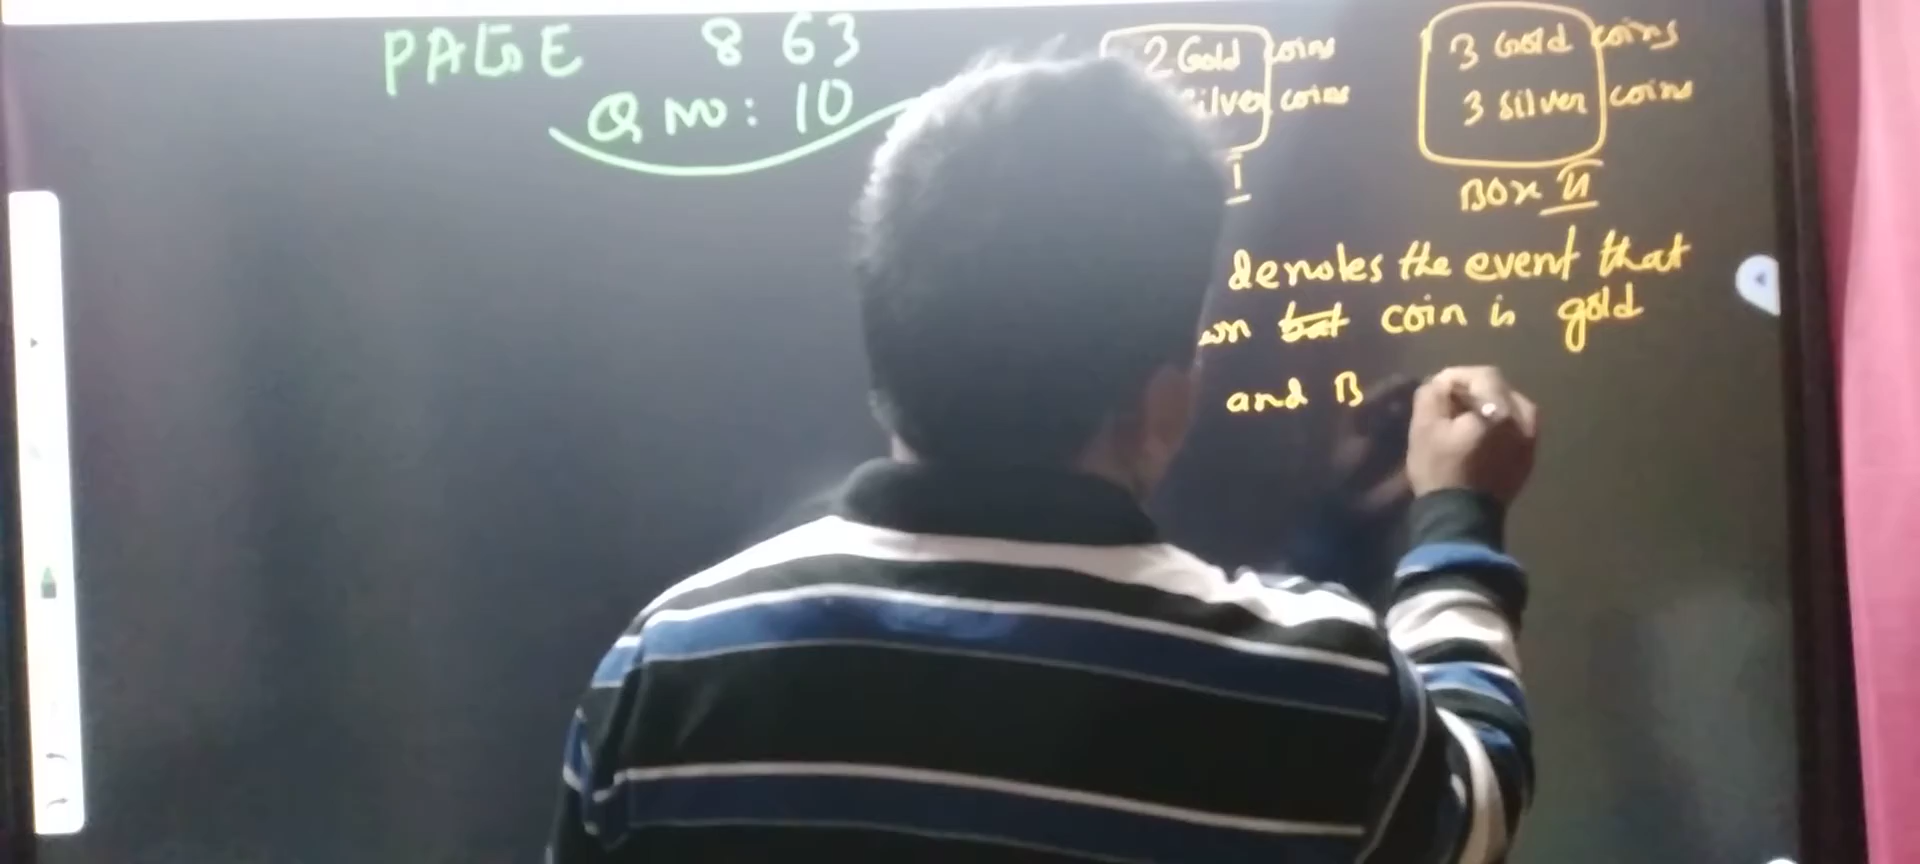 PAGE 863
Q NO: 10
2 Gold coins
silver coins
I
3 Gold coins
3 silver coins
BOX II
denotes the event that
coin is gold
and B